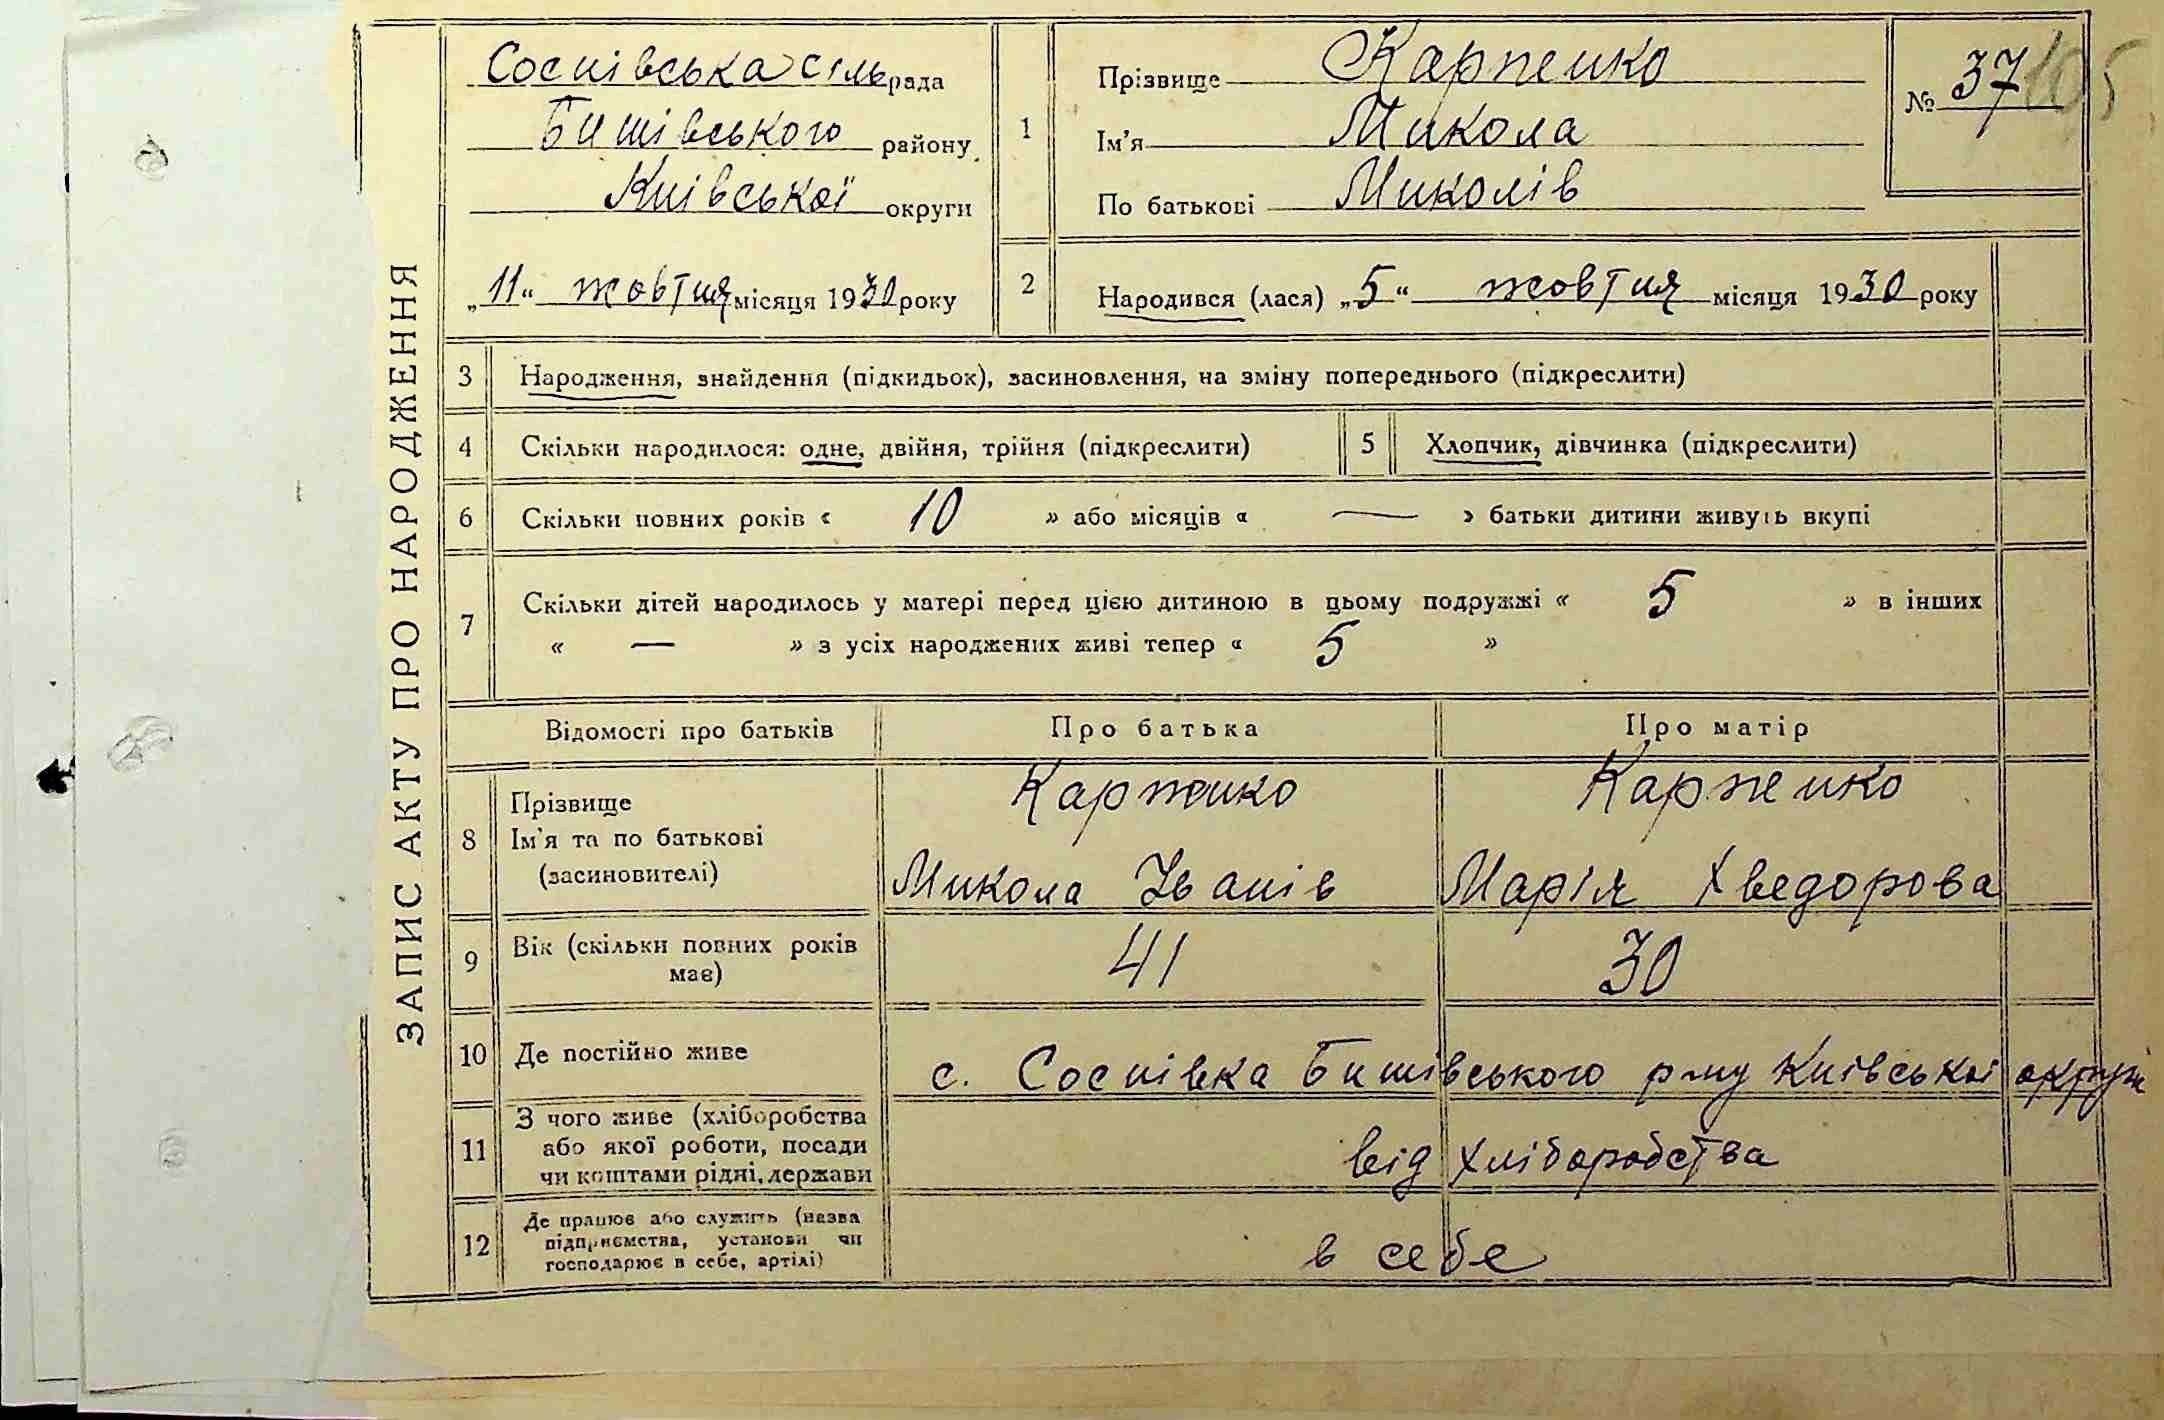 ЗАПИС АКТУ ПРО НАРОДЖЕННЯ
Соснівська сільрада
Бишівського району
Київської округи
„11“ жовтня місяця 1930 року
1
Прізвище Карпенко
Ім'я Микола
По батькові Миколів
№ 37
105
2
Народився (лася) „5“ жовтня місяця 1930 року
3 Народження, знайдення (підкидьок), засиновлення, на зміну попереднього (підкреслити)
4 Скільки народилося: одне, двійня, трійня (підкреслити)
5 Хлопчик, дівчинка (підкреслити)
6 Скільки повних років « 10 » або місяців « — » батьки дитини живуть вкупі
7 Скільки дітей народилось у матері перед цією дитиною в цьому подружжі « 5 » в інших
« — » з усіх народжених живі тепер « 5 »
Відомості про батьків Про батька Про матір
8 Прізвище
Ім'я та по батькові
(засиновителі)
Карпенко
Микола Іванів
Карпенко
Марія Хведорова
9 Вік (скільки повних років
має)
41 30
10 Де постійно живе с. Соснівка Бишівського р-ну Київської округи
11 З чого живе (хліборобства
або якої роботи, посади
чи коштами рідні, держави
від хліборобства
12 Де працює або служить (назва
підприємства, установи чи
господарює в себе, артілі)
в себе